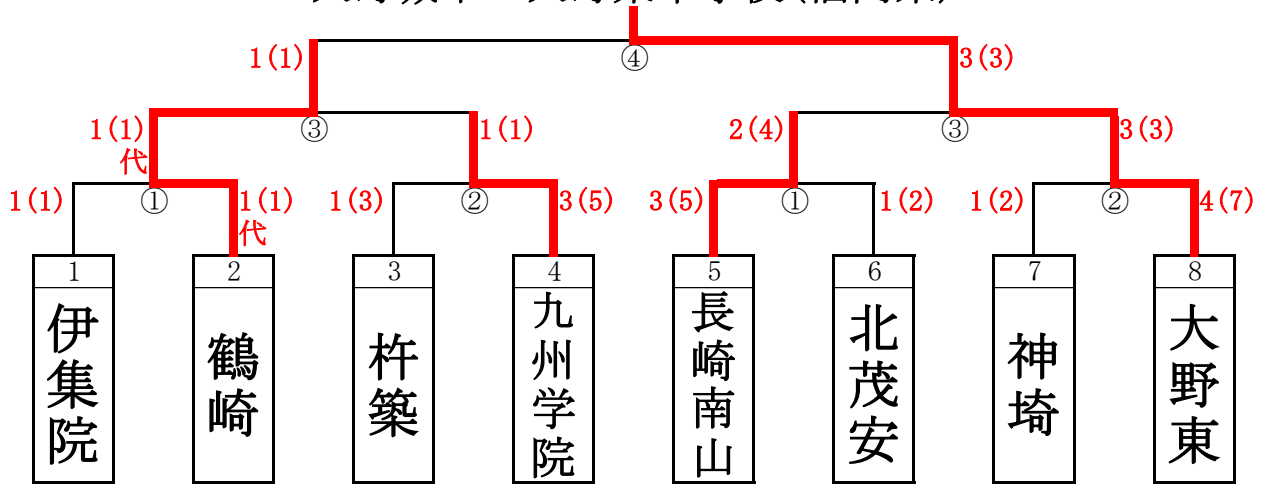 ④
1(1) 3(3)
③ ③
1(1) 1(1) 2(4) 3(3)
代
① ② ① ②
1(1) 1(1) 1(3) 3(5) 3(5) 1(2) 1(2) 4(7)
代
1 2 3 4 5 6 7 8
伊集院
鶴崎
杵築
九州学院
長崎南山
北茂安
神埼
大野東